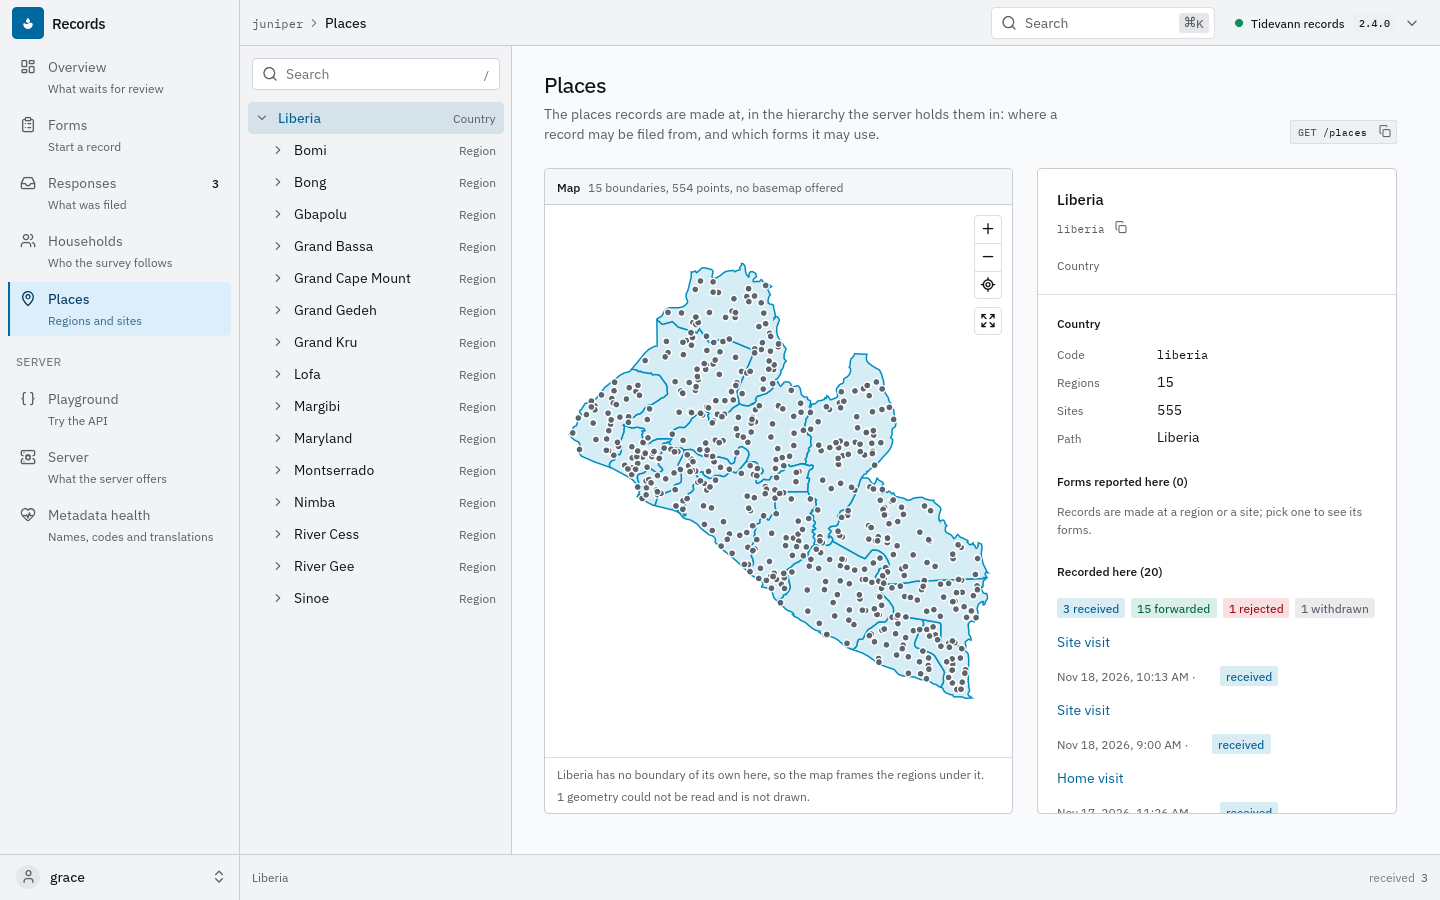 Records
juniper
Places
Search
⌘K
Tidevann records
2.4.0
Overview
What waits for review
Forms
Start a record
Responses
3
What was filed
Households
Who the survey follows
Places
Regions and sites
SERVER
Playground
Try the API
Server
What the server offers
Metadata health
Names, codes and translations
grace
Search
/
Liberia
Country
Bomi
Region
Bong
Region
Gbapolu
Region
Grand Bassa
Region
Grand Cape Mount
Region
Grand Gedeh
Region
Grand Kru
Region
Lofa
Region
Margibi
Region
Maryland
Region
Montserrado
Region
Nimba
Region
River Cess
Region
River Gee
Region
Sinoe
Region
Places
The places records are made at, in the hierarchy the server holds them in: where a
record may be filed from, and which forms it may use.
GET /places
Map 15 boundaries, 554 points, no basemap offered
Liberia has no boundary of its own here, so the map frames the regions under it.
1 geometry could not be read and is not drawn.
Liberia
liberia
Country
Country
Code liberia
Regions 15
Sites 555
Path Liberia
Forms reported here (0)
Records are made at a region or a site; pick one to see its
forms.
Recorded here (20)
3 received 15 forwarded 1 rejected 1 withdrawn
Site visit
Nov 18, 2026, 10:13 AM · received
Site visit
Nov 18, 2026, 9:00 AM · received
Home visit
Nov 17, 2026, 11:26 AM received
Liberia
received 3